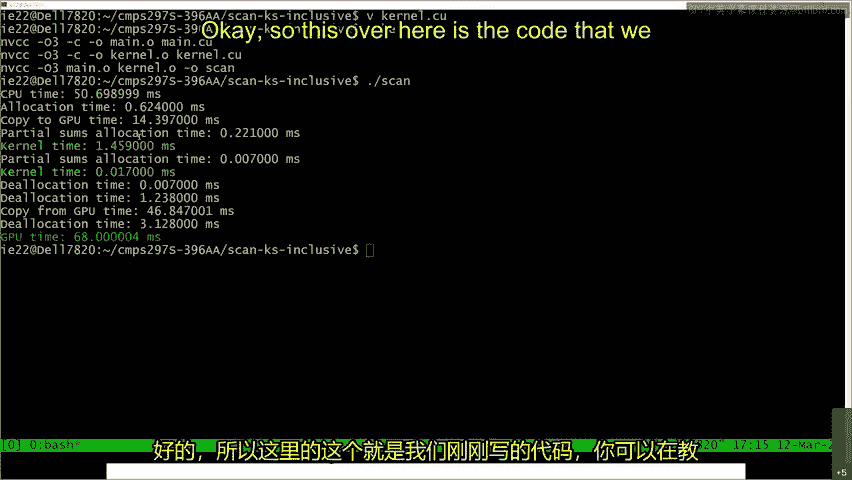 ie22@Dell7820:~/cmps297S-396AA/scan-ks-inclusive$ v kernel.cu
Okay, so this over here is the code that we
nvcc -O3 -c -o main.o main.cu
nvcc -O3 -c -o kernel.o kernel.cu
nvcc -O3 main.o kernel.o -o scan
ie22@Dell7820:~/cmps297S-396AA/scan-ks-inclusive$ ./scan
CPU time: 50.698999 ms
Allocation time: 0.624000 ms
Copy to GPU time: 14.397000 ms
Partial sums allocation time: 0.221000 ms
Kernel time: 1.459000 ms
Partial sums allocation time: 0.007000 ms
Kernel time: 0.017000 ms
Deallocation time: 0.007000 ms
Deallocation time: 1.238000 ms
Copy from GPU time: 46.847001 ms
Deallocation time: 3.128000 ms
GPU time: 68.000004 ms
ie22@Dell7820:~/cmps297S-396AA/scan-ks-inclusive$
[0] 0:bash* 17:15 12-Mar-2
好的，所以这里的这个就是我们刚刚写的代码，你可以在教
+5